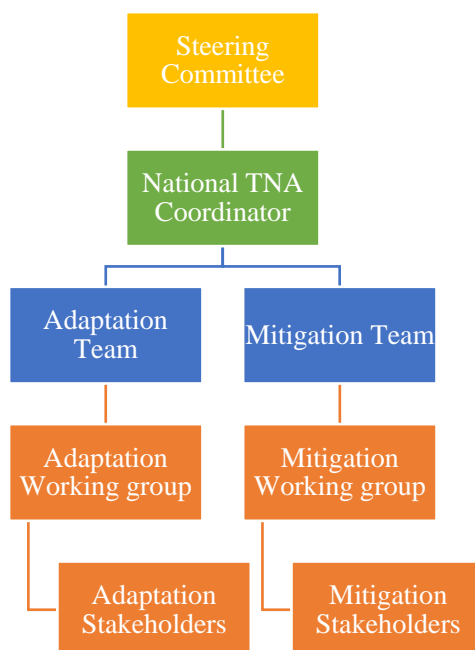 Steering
Committee
National TNA
Coordinator
Adaptation
Team
Mitigation Team
Adaptation
Working group
Mitigation
Working group
Adaptation
Stakeholders
Mitigation
Stakeholders